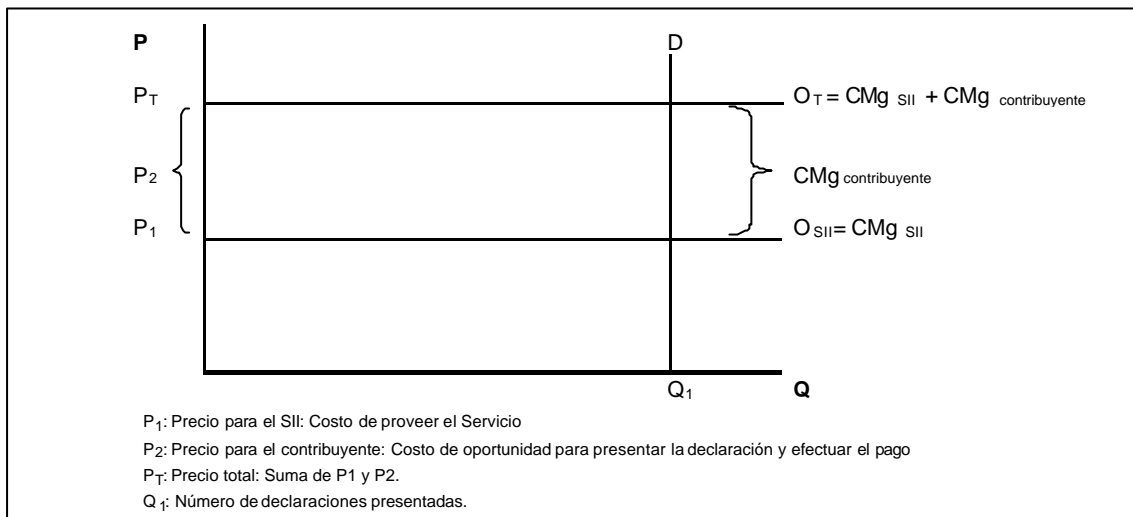 P D
P_T O_T = CMg SII + CMg contribuyente
P2 CMg contribuyente
P1 O SII = CMg SII
Q1 Q
P1: Precio para el SII: Costo de proveer el Servicio
P2: Precio para el contribuyente: Costo de oportunidad para presentar la declaración y efectuar el pago
PT: Precio total: Suma de P1 y P2.
Q1: Número de declaraciones presentadas.